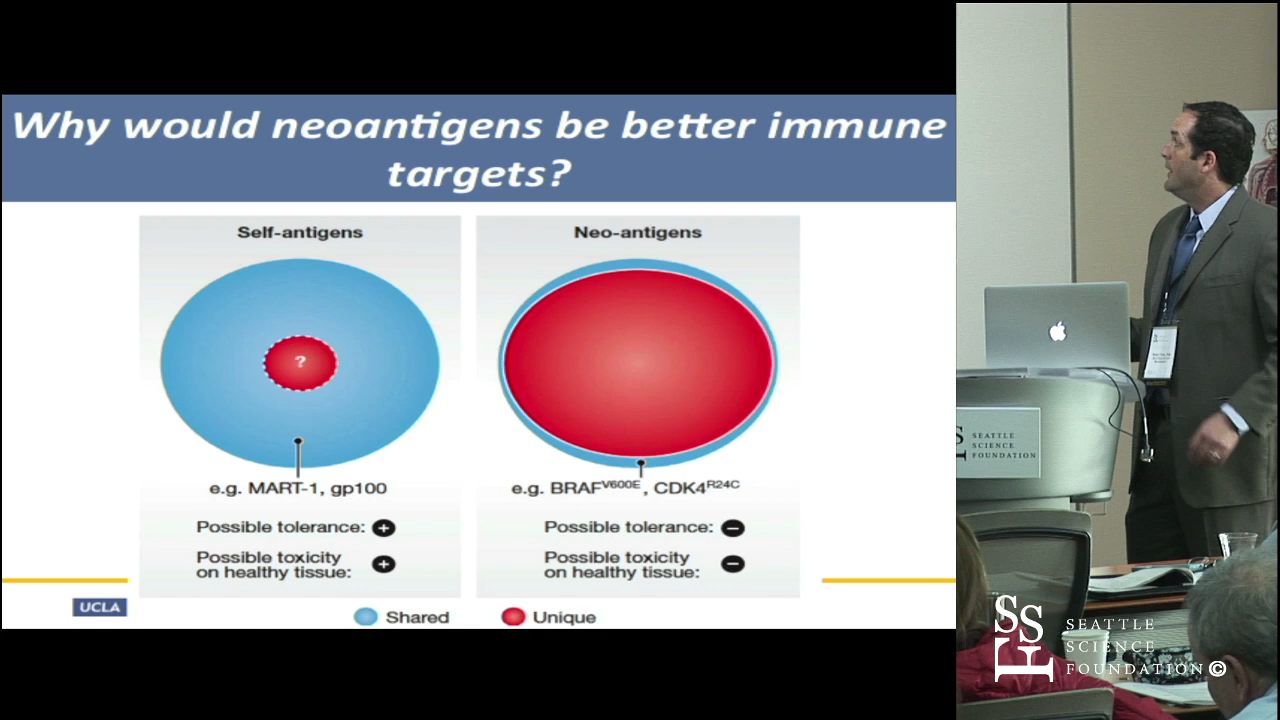 Why would neoantigens be better immune
targets?
Self-antigens
?
e.g. MART-1, gp100
Possible tolerance: +
Possible toxicity
on healthy tissue: +
Neo-antigens
e.g. BRAFV600E , CDK4R24C
Possible tolerance: −
Possible toxicity
on healthy tissue: −
Shared
Unique
UCLA
SEATTLE
SCIENCE
FOUNDATION
SSF
SEATTLE
SCIENCE
FOUNDATION©